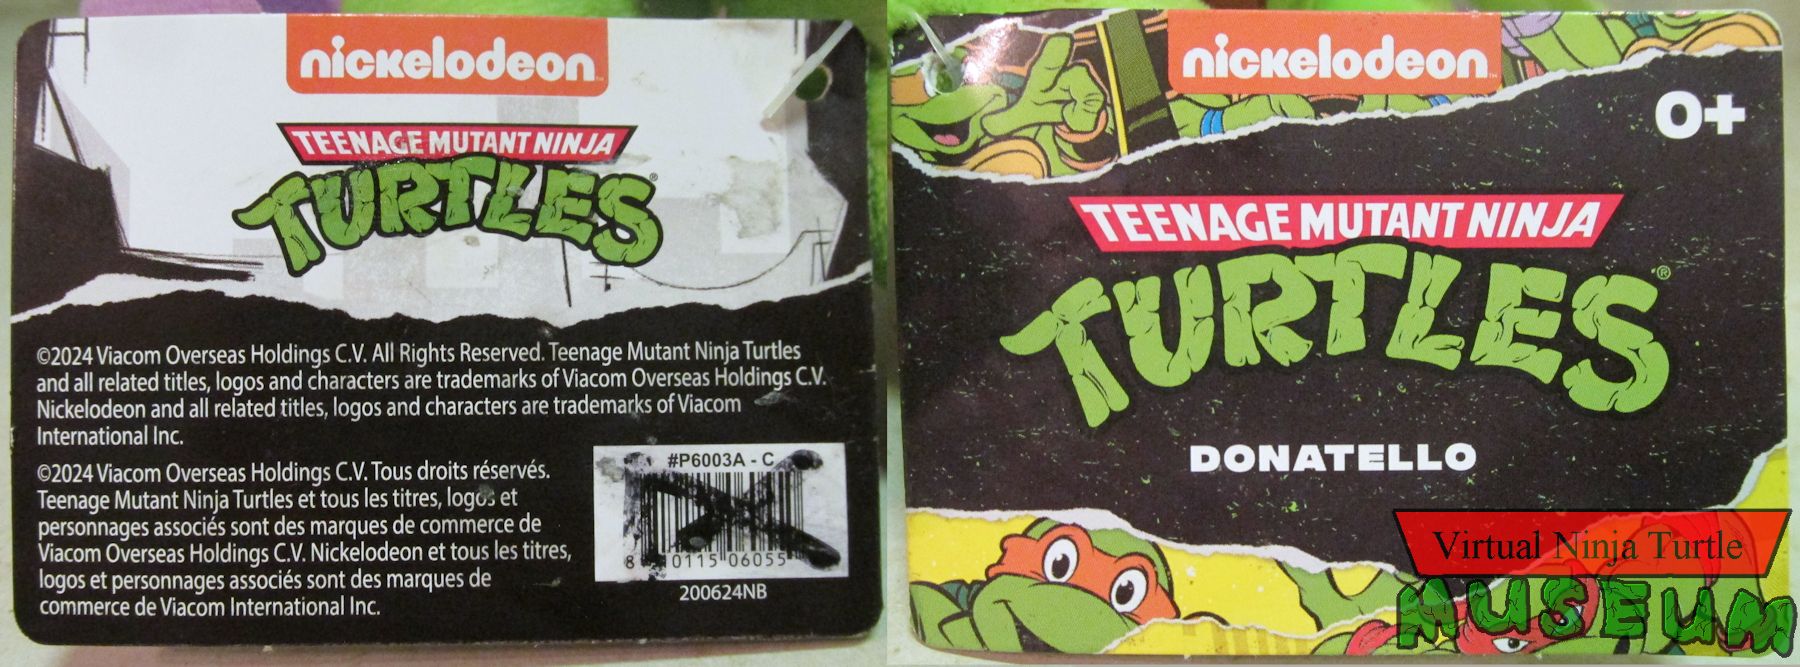 nickelodeon
TEENAGE MUTANT NINJA
TURTLES®
©2024 Viacom Overseas Holdings C.V. All Rights Reserved. Teenage Mutant Ninja Turtles
and all related titles, logos and characters are trademarks of Viacom Overseas Holdings C.V.
Nickelodeon and all related titles, logos and characters are trademarks of Viacom
International Inc.
©2024 Viacom Overseas Holdings C.V. Tous droits réservés.
Teenage Mutant Ninja Turtles et tous les titres, logos et
personnages associés sont des marques de commerce de
Viacom Overseas Holdings C.V. Nickelodeon et tous les titres,
logos et personnages associés sont des marques de
commerce de Viacom International Inc.
#P6003A - C
0115 06055
200624NB
nickelodeon
0+
TEENAGE MUTANT NINJA
TURTLES®
DONATELLO
Virtual Ninja Turtle
MUSEUM